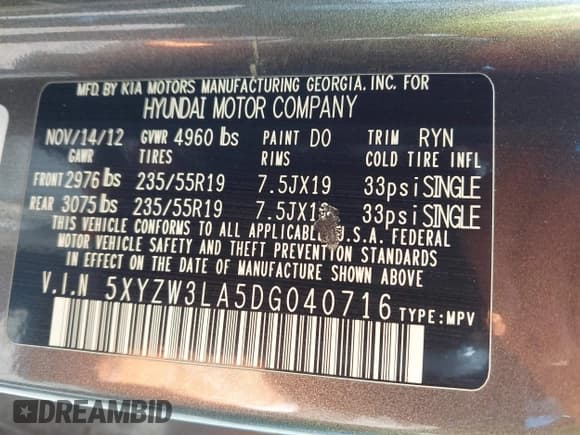 MFD. BY KIA MOTORS MANUFACTURING GEORGIA, INC. FOR
HYUNDAI MOTOR COMPANY
NOV/14/12 GVWR 4960 lbs PAINT DO TRIM RYN
GAWR TIRES RIMS COLD TIRE INFL
FRONT 2976 lbs 235/55R19 7.5JX19 33psi SINGLE
REAR 3075 lbs 235/55R19 7.5JX19 33psi SINGLE
THIS VEHICLE CONFORMS TO ALL APPLICABLE U.S.A. FEDERAL
MOTOR VEHICLE SAFETY AND THEFT PREVENTION STANDARDS
IN EFFECT ON THE DATE OF MANUFACTURE SHOWN ABOVE.
V.I.N 5XYZW3LA5DG040716 TYPE: MPV
DREAMBID